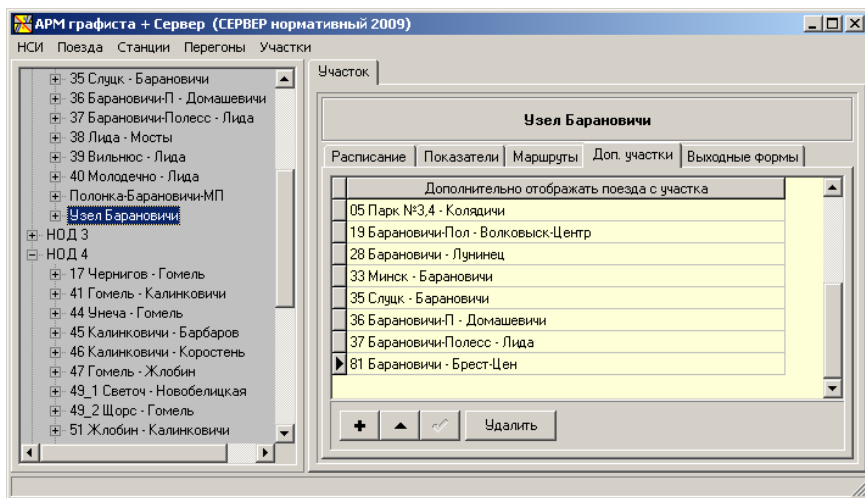 АРМ графиста + Сервер (СЕРВЕР нормативный 2009)
НСИ Поезда Станции Перегоны Участки
35 Слуцк - Барановичи
36 Барановичи-П - Домашевичи
37 Барановичи-Полесс - Лида
38 Лида - Мосты
39 Вильнюс - Лида
40 Молодечно - Лида
Полонка-Барановичи-МП
Узел Барановичи
НОД 3
НОД 4
17 Чернигов - Гомель
41 Гомель - Калинковичи
44 Унеча - Гомель
45 Калинковичи - Барбаров
46 Калинковичи - Коростень
47 Гомель - Жлобин
49_1 Светоч - Новобелицкая
49_2 Щорс - Гомель
51 Жлобин - Калинковичи
Участок
Узел Барановичи
Расписание Показатели Маршруты Доп. участки Выходные формы
Дополнительно отображать поезда с участка
05 Парк №3,4 - Колядичи
19 Барановичи-Пол - Волковыск-Центр
28 Барановичи - Лунинец
33 Минск - Барановичи
35 Слуцк - Барановичи
36 Барановичи-П - Домашевичи
37 Барановичи-Полесс - Лида
81 Барановичи - Брест-Цен
Удалить